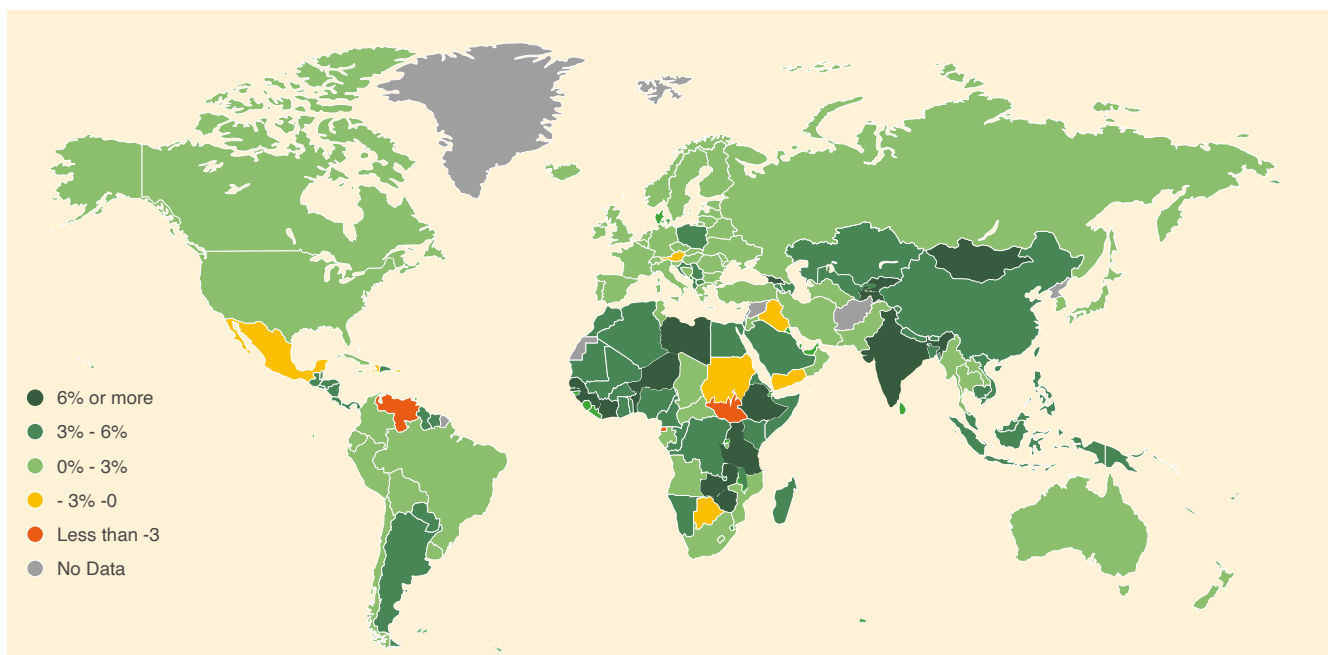 6% or more
3% - 6%
0% - 3%
- 3% -0
Less than -3
No Data